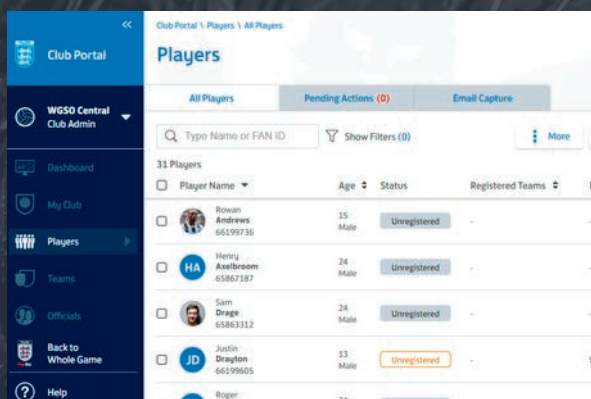 Club Portal \ Players \ All Players
Club Portal
Players
All Players
Pending Actions (0)
Email Capture
WGSO Central
Club Admin
Type Name or FAN ID
Show Filters (0)
More
31 Players
Player Name
Age
Status
Registered Teams
Dashboard
My Club
Players
Teams
Officials
Back to
Whole Game
Help
Rowan
Andrews
66199736
15
Male
Unregistered
-
HA
Henry
Axelbroom
65867187
24
Male
Unregistered
-
Sam
Drage
65863312
24
Male
Unregistered
-
JD
Justin
Drayton
66199605
13
Male
Unregistered
-
Roger